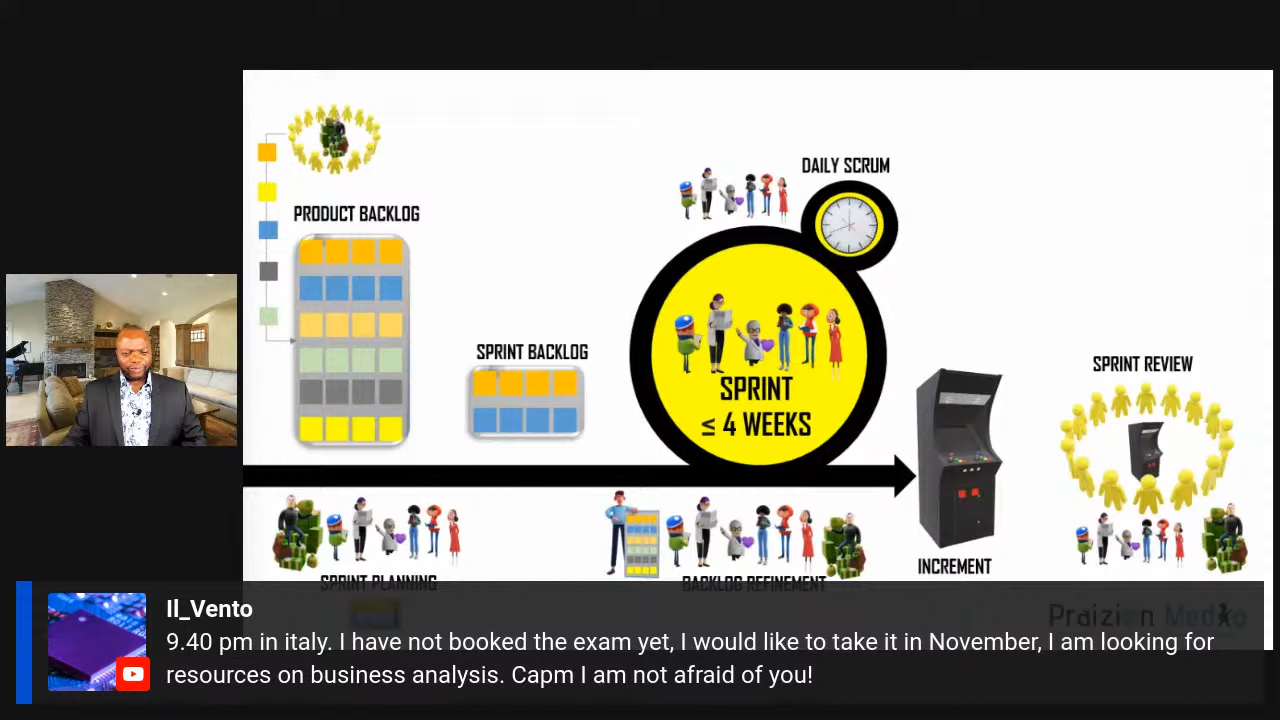 DAILY SCRUM
PRODUCT BACKLOG
SPRINT BACKLOG
SPRINT
≤ 4 WEEKS
SPRINT REVIEW
INCREMENT
SPRINT PLANNING
BACKLOG REFINEMENT
Praizion Media
Il_Vento
9.40 pm in italy. I have not booked the exam yet, I would like to take it in November, I am looking for
resources on business analysis. Capm I am not afraid of you!